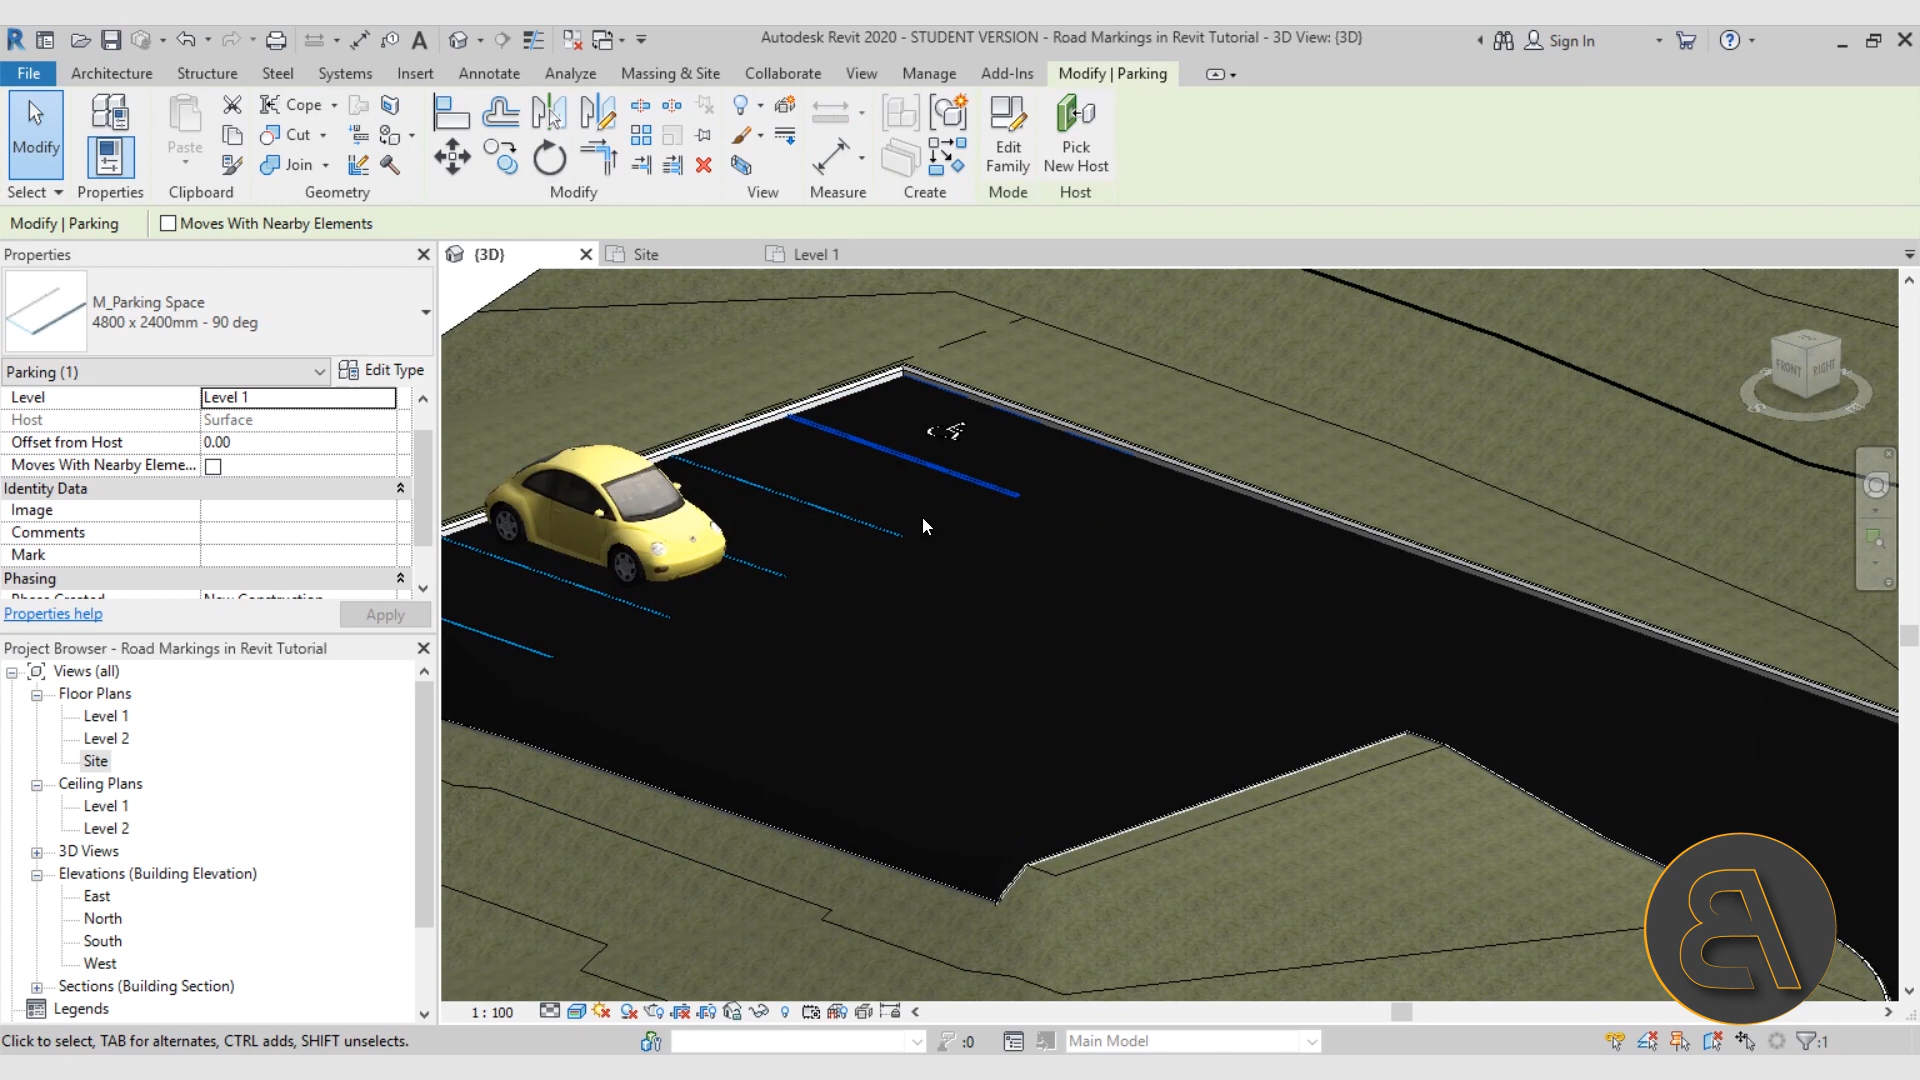 Autodesk Revit 2020 - STUDENT VERSION - Road Markings in Revit Tutorial - 3D View: {3D}
Sign In
File Architecture Structure Steel Systems Insert Annotate Analyze Massing & Site Collaborate View Manage Add-Ins Modify | Parking
Modify
Paste
Cope
Cut
Join
Edit Family
Pick New Host
Select Properties Clipboard Geometry Modify View Measure Create Mode Host
Modify | Parking Moves With Nearby Elements
Properties
{3D} Site Level 1
M_Parking Space
4800 x 2400mm - 90 deg
Parking (1) Edit Type
Level Level 1
Host Surface
Offset from Host 0.00
Moves With Nearby Eleme...
Identity Data
Image
Comments
Mark
Phasing
Phase Created New Construction
Properties help Apply
Project Browser - Road Markings in Revit Tutorial
Views (all)
Floor Plans
Level 1
Level 2
Site
Ceiling Plans
Level 1
Level 2
3D Views
Elevations (Building Elevation)
East
North
South
West
Sections (Building Section)
Legends
FRONT RIGHT
1 : 100
Click to select, TAB for alternates, CTRL adds, SHIFT unselects.
:0
Main Model
:1